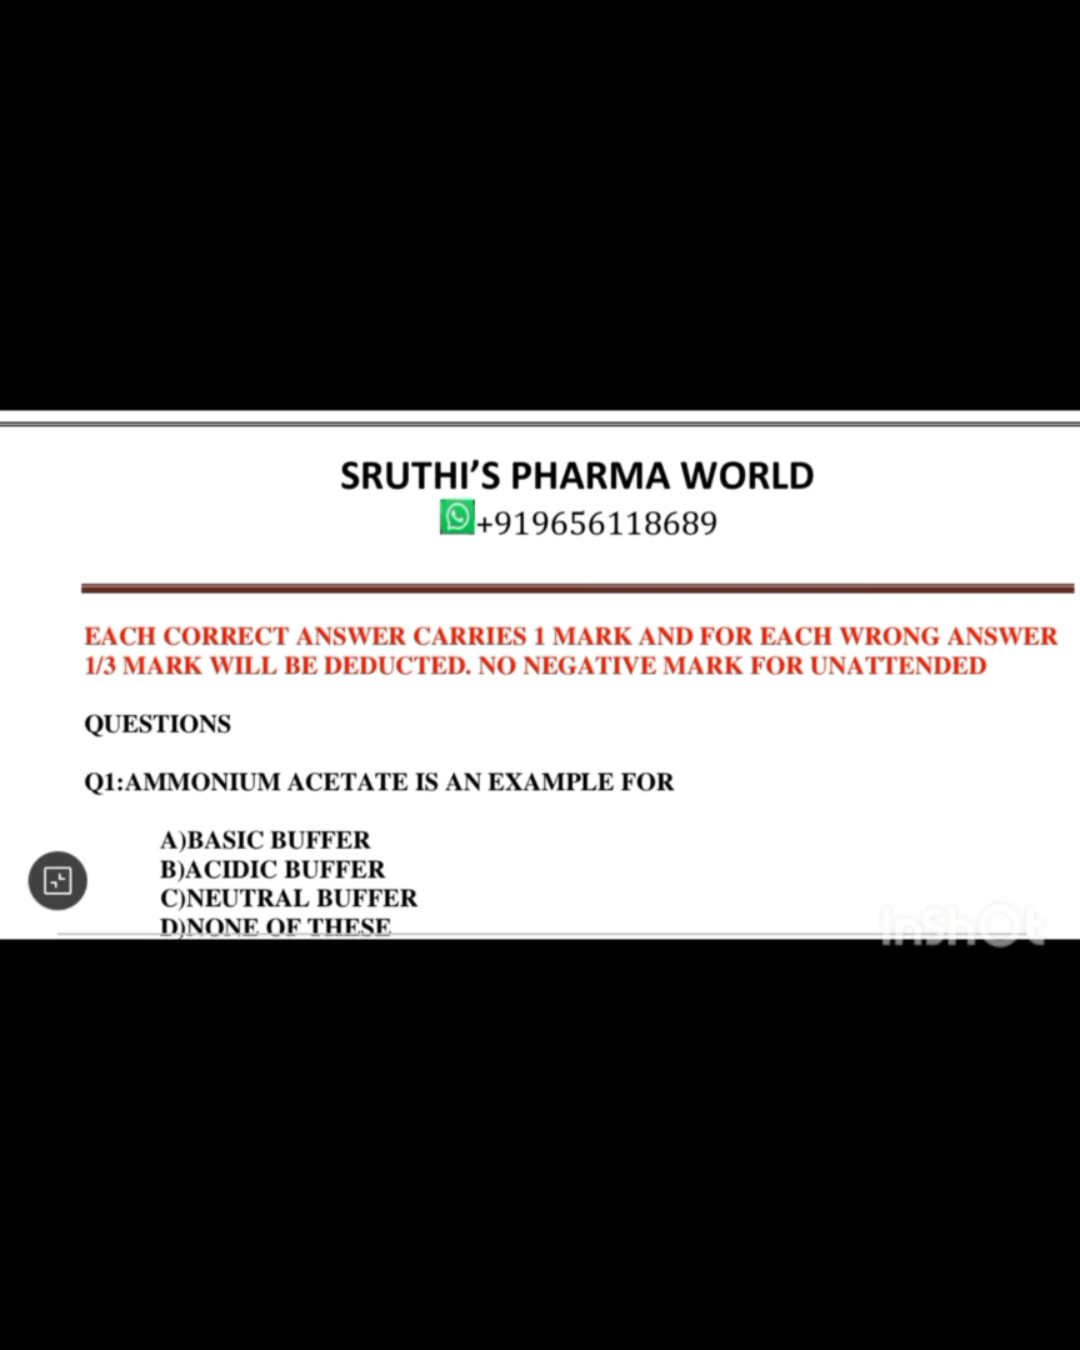 SRUTHI'S PHARMA WORLD
+919656118689
EACH CORRECT ANSWER CARRIES 1 MARK AND FOR EACH WRONG ANSWER
1/3 MARK WILL BE DEDUCTED. NO NEGATIVE MARK FOR UNATTENDED
QUESTIONS
Q1:AMMONIUM ACETATE IS AN EXAMPLE FOR
A)BASIC BUFFER
B)ACIDIC BUFFER
C)NEUTRAL BUFFER
D)NONE OF THESE
InShOt